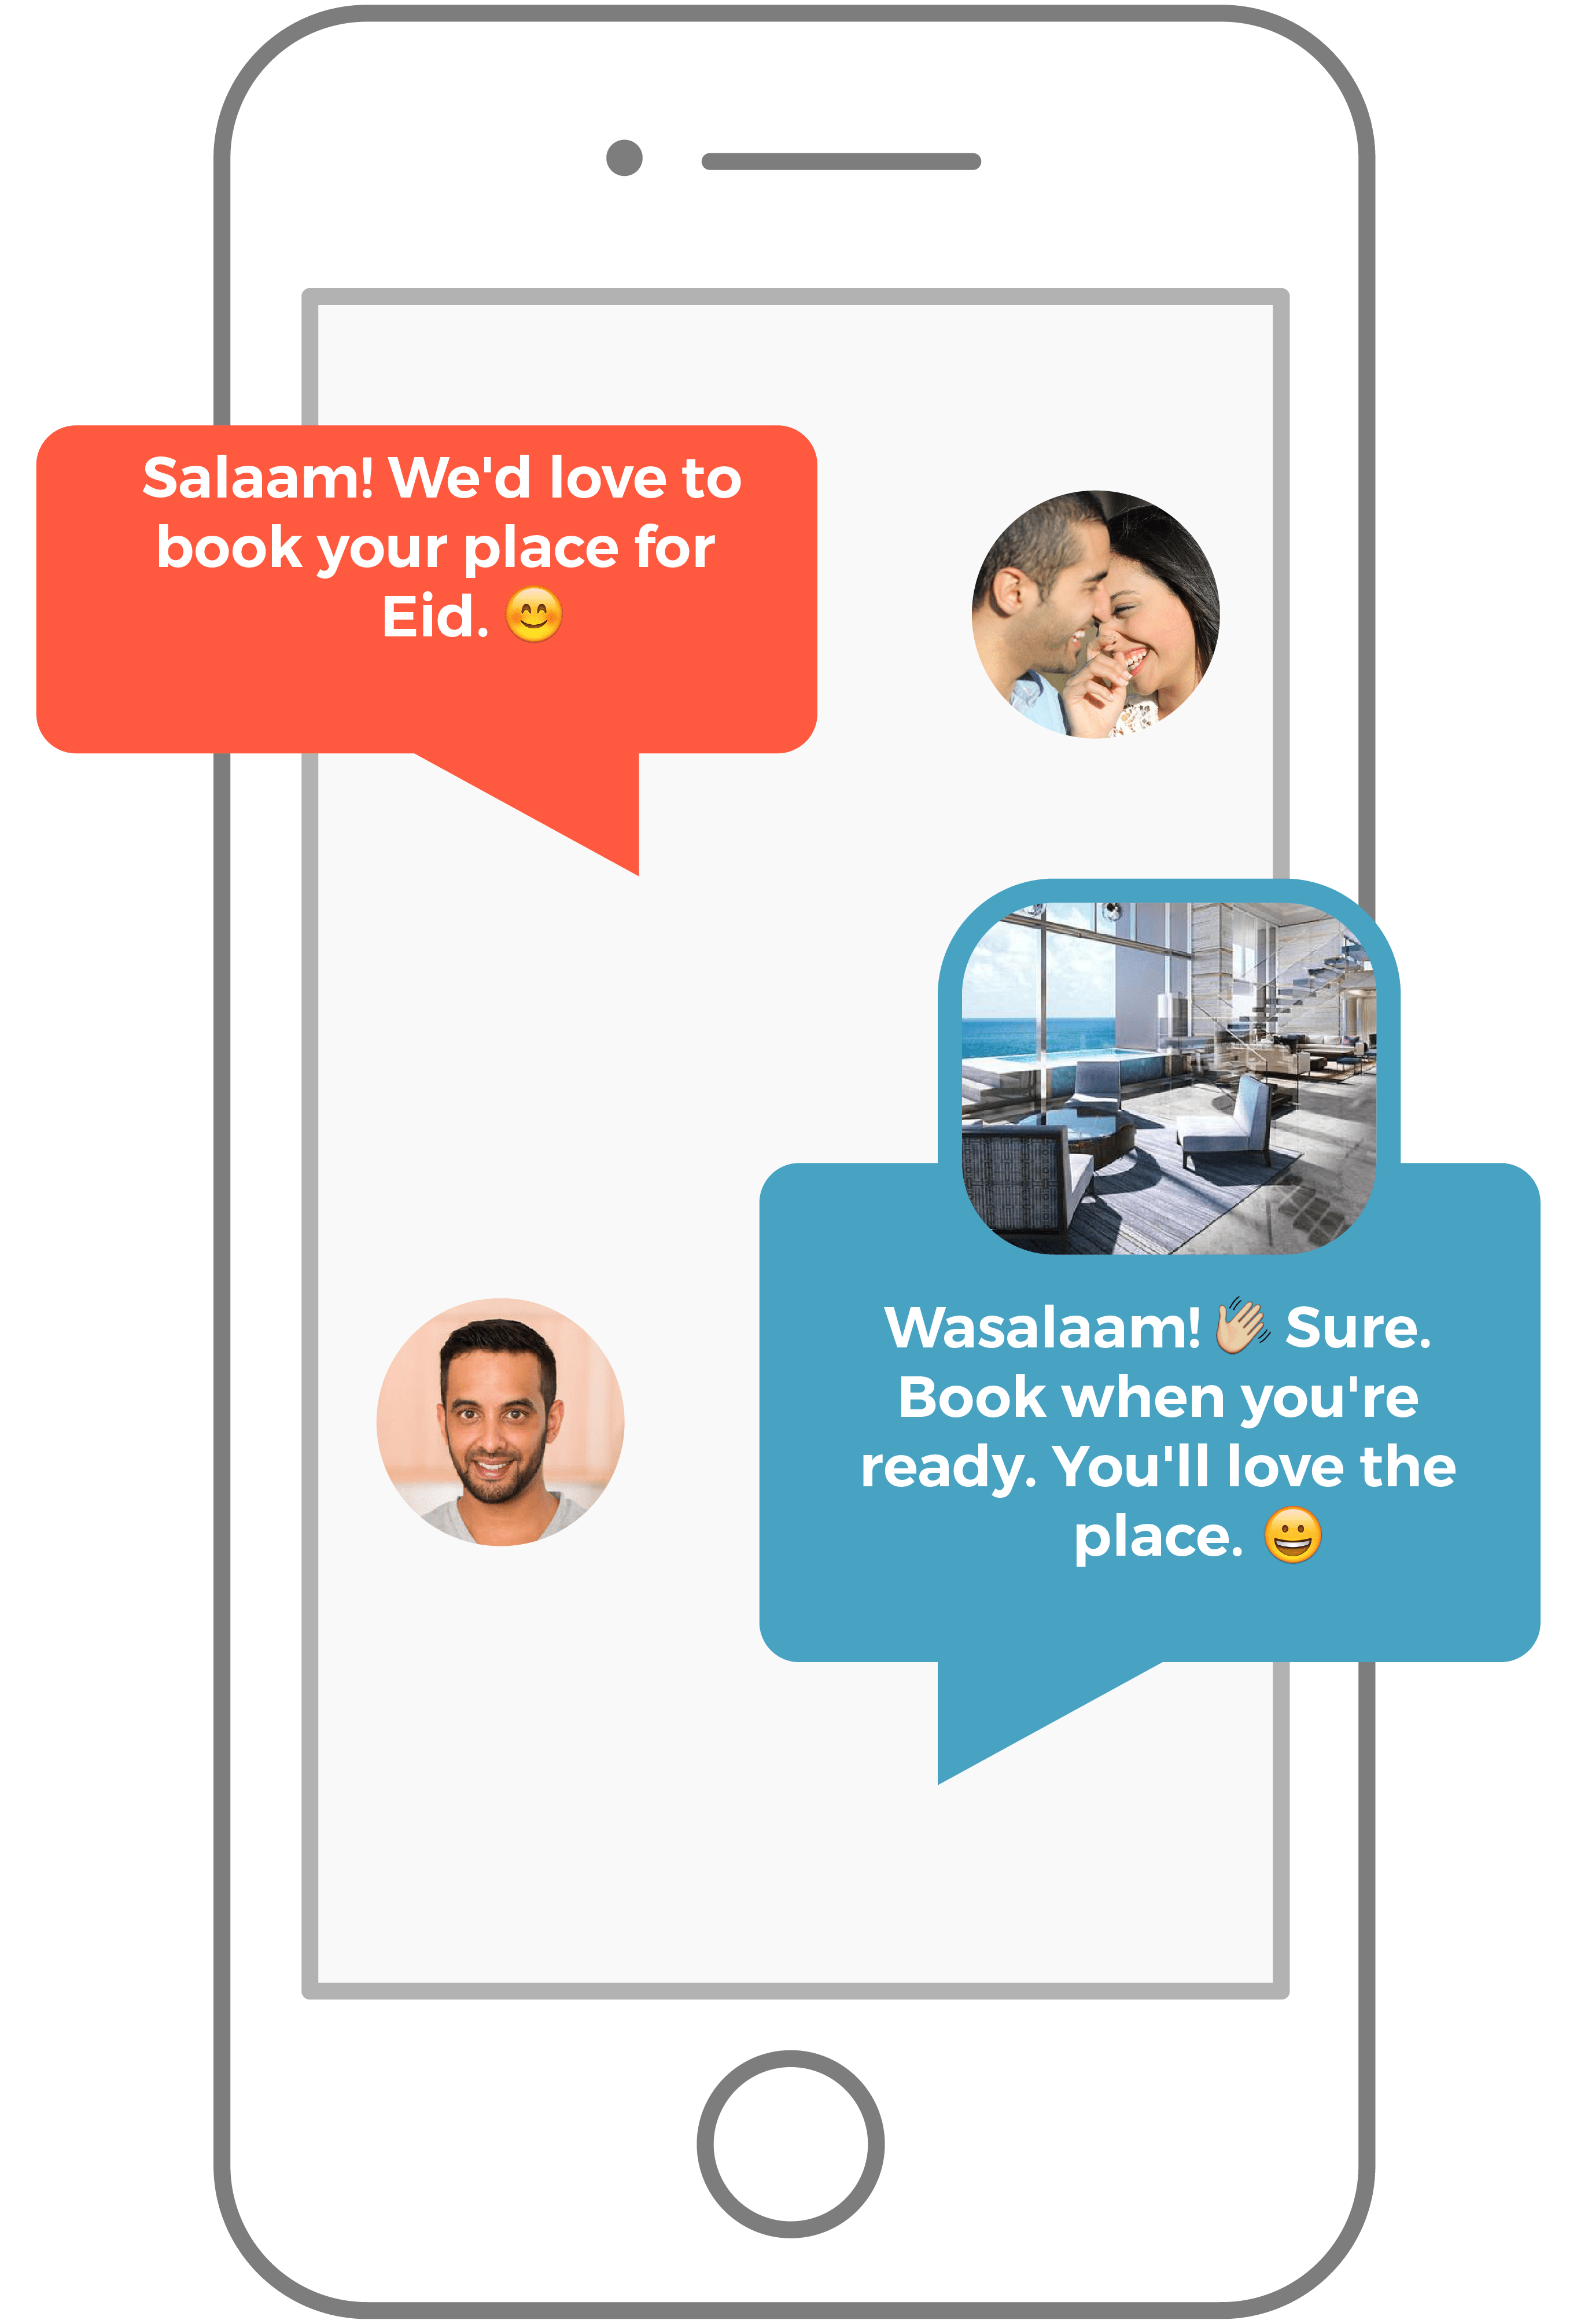 Salaam! We'd love to
book your place for
Eid. 😊
Wasalaam! 👋🏼 Sure.
Book when you're
ready. You'll love the
place. 😀